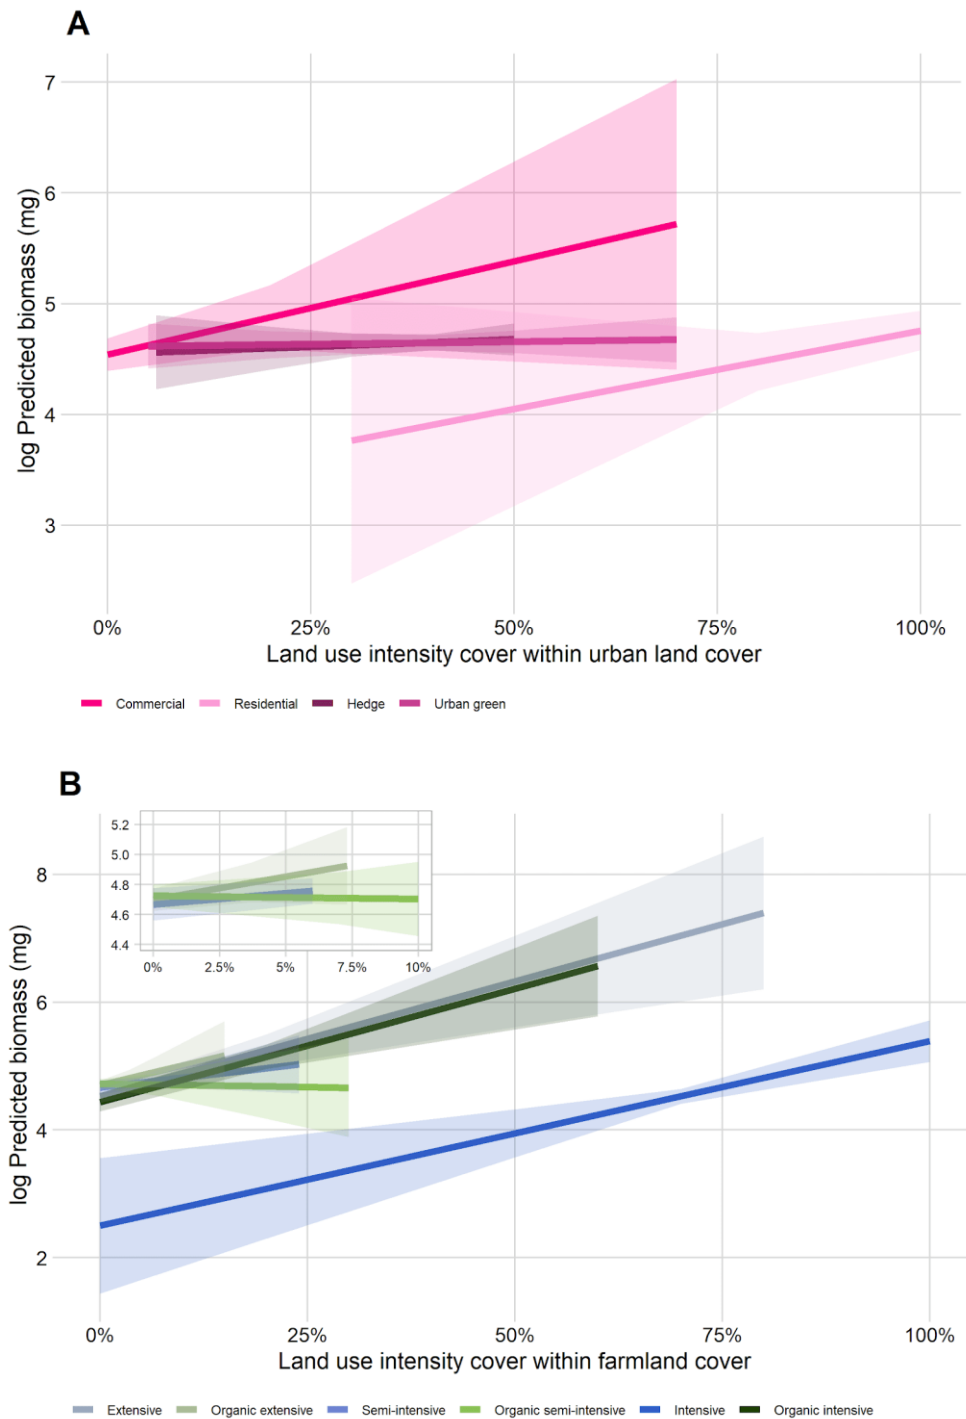 A
log Predicted biomass (mg)
7
6
5
4
3
0% 25% 50% 75% 100%
Land use intensity cover within urban land cover
Commercial Residential Hedge Urban green
B
log Predicted biomass (mg)
8
6
4
2
5.2
5.0
4.8
4.6
4.4
0% 2.5% 5% 7.5% 10%
0% 25% 50% 75% 100%
Land use intensity cover within farmland cover
Extensive Organic extensive Semi-intensive Organic semi-intensive Intensive Organic intensive